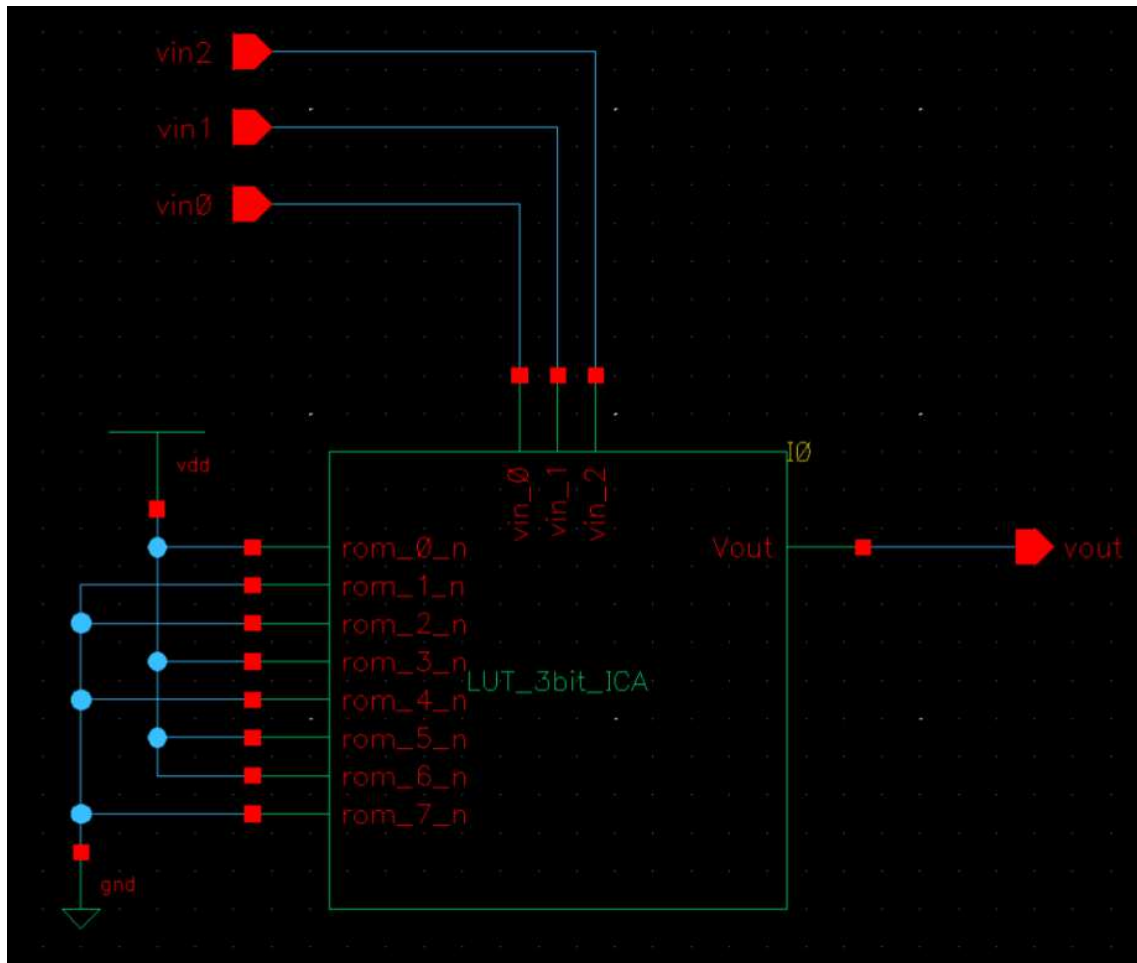 vin2
vin1
vin0
vdd
I0
vin_0
vin_1
vin_2
rom_0_n
Vout
vout
rom_1_n
rom_2_n
rom_3_n
LUT_3bit_ICA
rom_4_n
rom_5_n
rom_6_n
rom_7_n
gnd